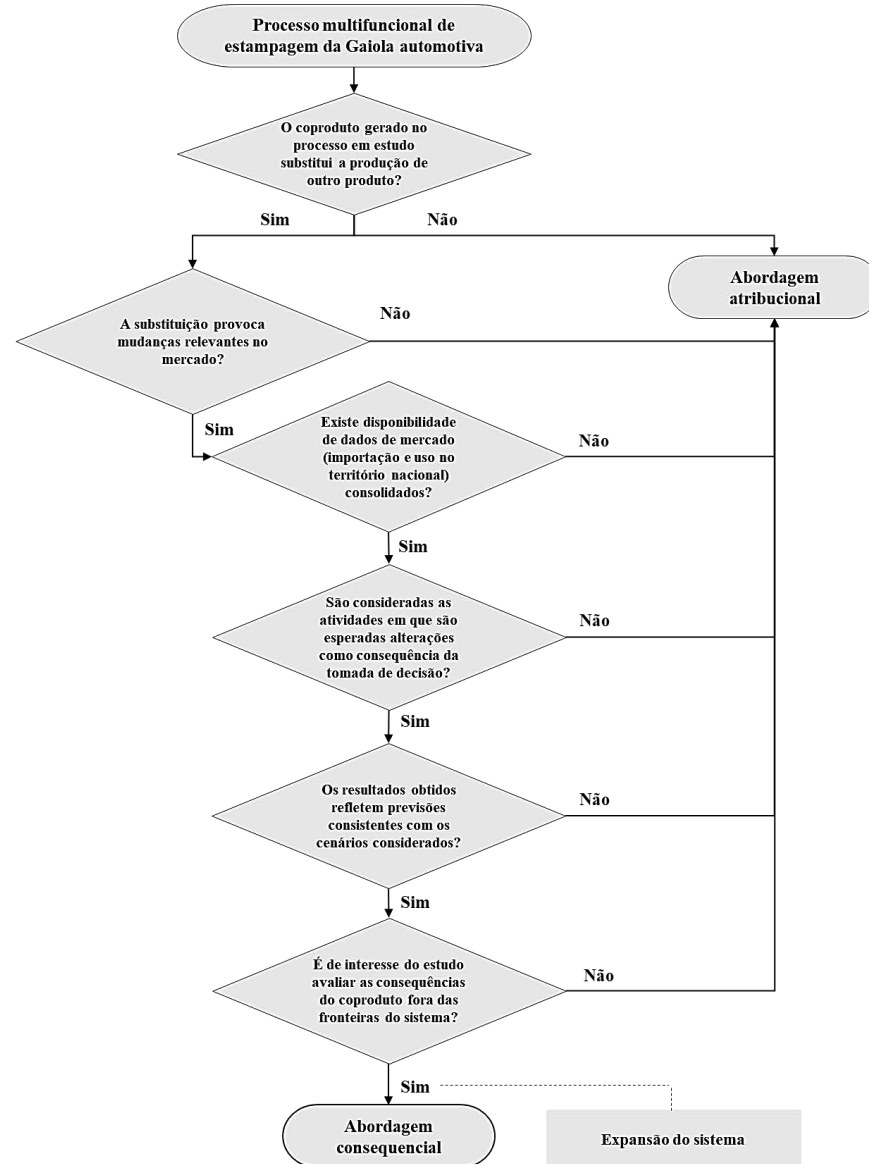 Processo multifuncional de
estampagem da Gaiola automotiva
O coproduto gerado no
processo em estudo
substitui a produção de
outro produto?
Sim
Não
Abordagem
atribucional
A substituição provoca
mudanças relevantes no
mercado?
Não
Sim
Existe disponibilidade
de dados de mercado
(importação e uso no
território nacional)
consolidados?
Não
Sim
São consideradas as
atividades em que são
esperadas alterações
como consequência da
tomada de decisão?
Não
Sim
Os resultados obtidos
refletem previsões
consistentes com os
cenários considerados?
Não
Sim
É de interesse do estudo
avaliar as consequências
do coproduto fora das
fronteiras do sistema?
Não
Sim
Abordagem
consequencial
Expansão do sistema